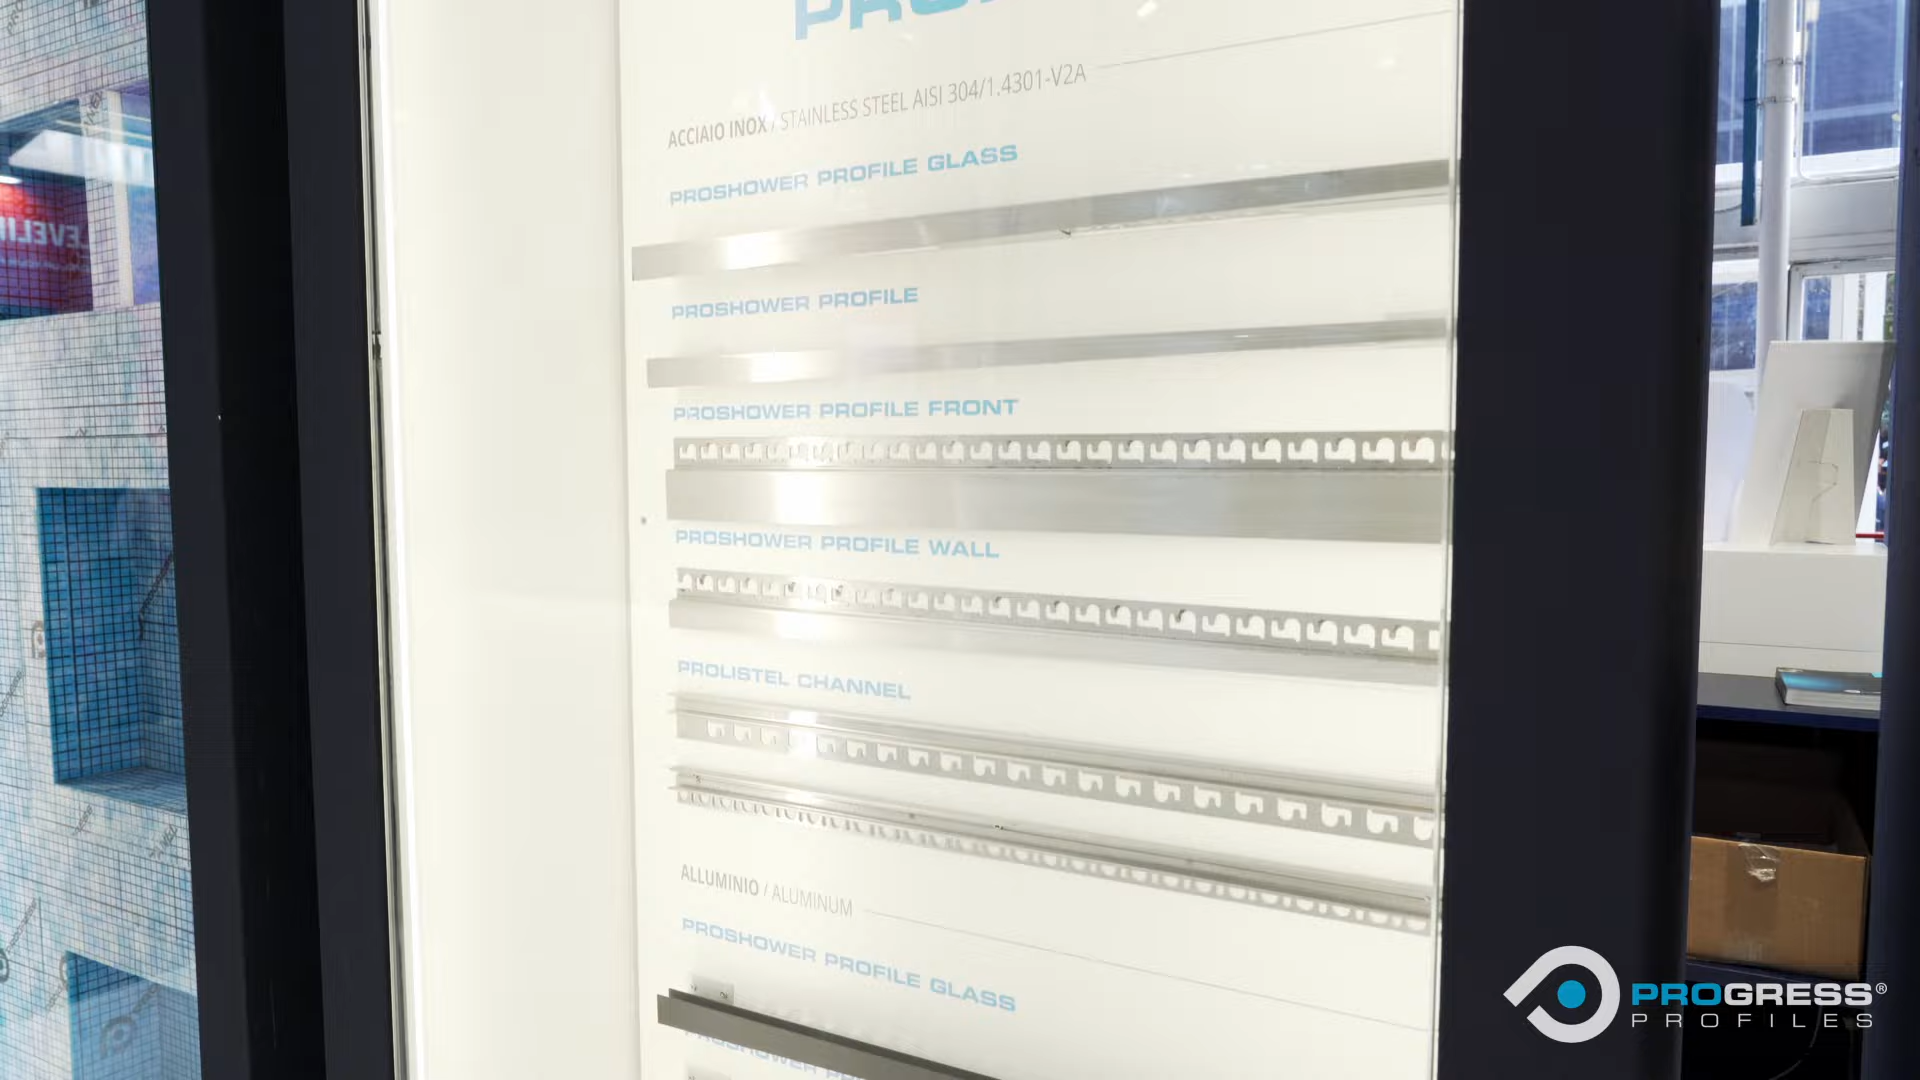 ACCIAIO INOX / STAINLESS STEEL AISI 304/1.4301-V2A
PROSHOWER PROFILE GLASS
PROSHOWER PROFILE
PROSHOWER PROFILE FRONT
PROSHOWER PROFILE WALL
PROLISTEL CHANNEL
ALLUMINIO / ALUMINUM
PROSHOWER PROFILE GLASS
PROSHOWER
PROGRESS®
PROFILES